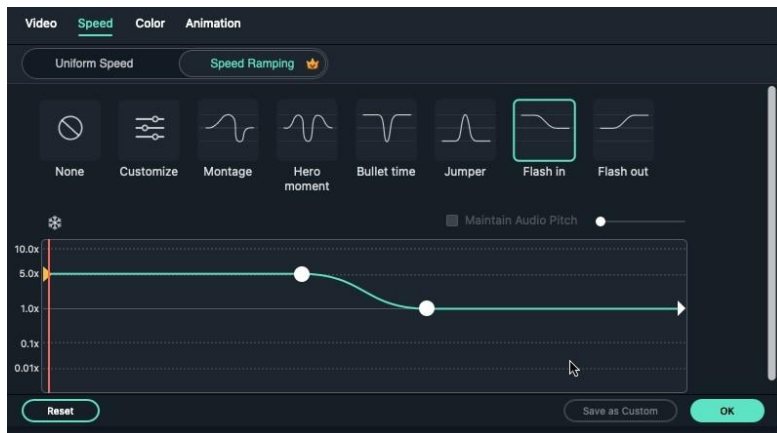 Video Speed Color Animation
Uniform Speed Speed Ramping
None Customize Montage Hero moment Bullet time Jumper Flash in Flash out
Maintain Audio Pitch
10.0x
5.0x
1.0x
0.1x
0.01x
Reset Save as Custom OK